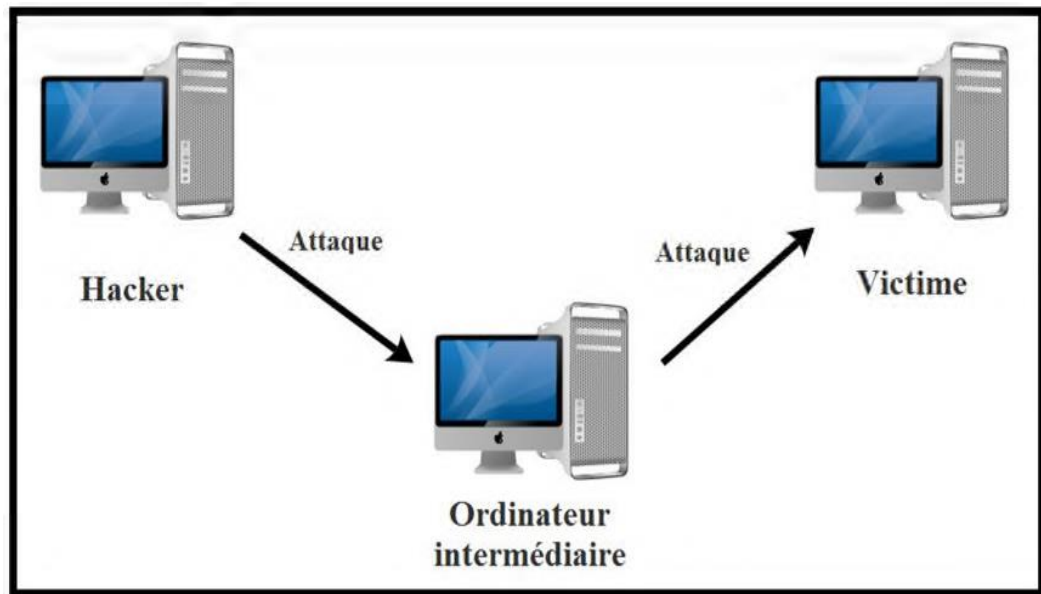 Attaque
Attaque
Hacker
Victime
Ordinateur
intermédiaire